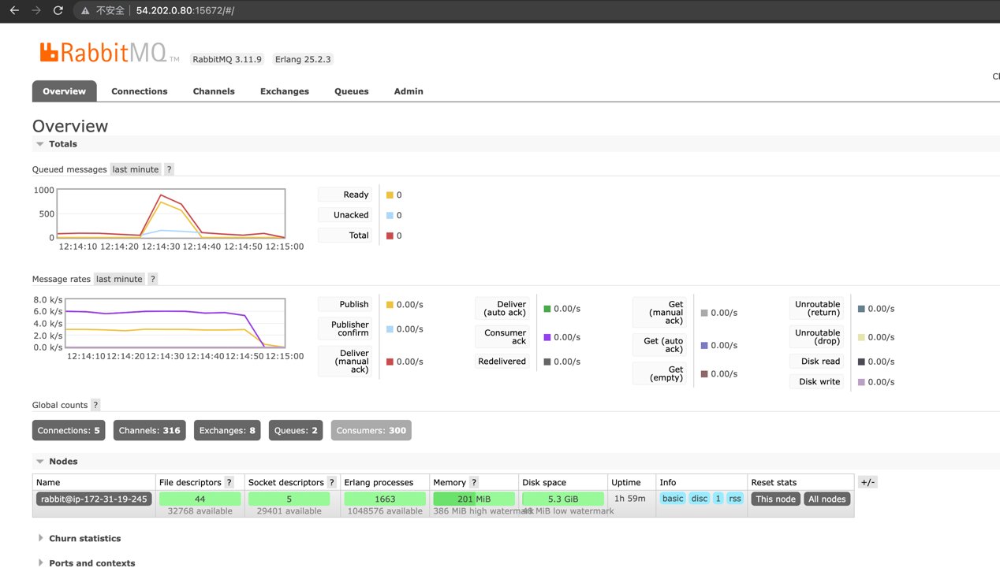 不安全 54.202.0.80:15672/#/
RabbitMQ TM RabbitMQ 3.11.9 Erlang 25.2.3
Overview Connections Channels Exchanges Queues Admin
Overview
Totals
Queued messages last minute ?
1000
500
0
12:14:10 12:14:20 12:14:30 12:14:40 12:14:50 12:15:00
Ready 0
Unacked 0
Total 0
Message rates last minute ?
8.0 k/s
6.0 k/s
4.0 k/s
2.0 k/s
0.0 k/s
12:14:10 12:14:20 12:14:30 12:14:40 12:14:50 12:15:00
Publish 0.00/s
Publisher
confirm 0.00/s
Deliver
(manual
ack) 0.00/s
Deliver
(auto ack) 0.00/s
Consumer
ack 0.00/s
Redelivered 0.00/s
Get
(manual
ack) 0.00/s
Get (auto
ack) 0.00/s
Get
(empty) 0.00/s
Unroutable
(return) 0.00/s
Unroutable
(drop) 0.00/s
Disk read 0.00/s
Disk write 0.00/s
Global counts ?
Connections: 5 Channels: 316 Exchanges: 8 Queues: 2 Consumers: 300
Nodes
Name File descriptors ? Socket descriptors ? Erlang processes Memory ? Disk space Uptime Info Reset stats +/-
rabbit@ip-172-31-19-245 44 5 1663 201 MiB 5.3 GiB 1h 59m basic disc 1 rss This node All nodes
32768 available 29401 available 1048576 available 386 MiB high watermark MiB low watermark
Churn statistics
Ports and contexts